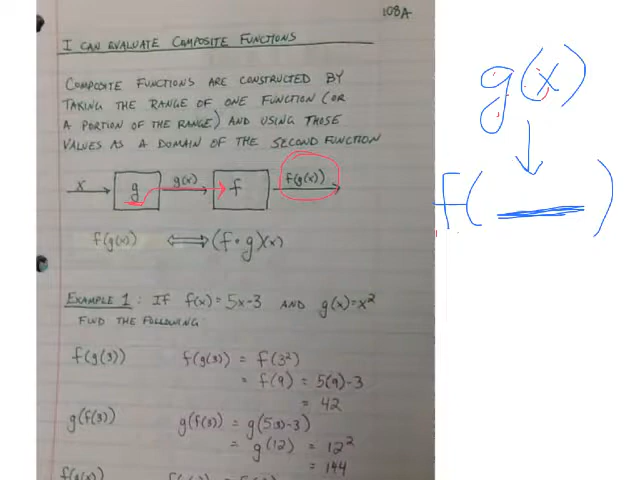 108A
I CAN EVALUATE COMPOSITE FUNCTIONS
COMPOSITE FUNCTIONS ARE CONSTRUCTED BY
TAKING THE RANGE OF ONE FUNCTION (OR
A PORTION OF THE RANGE) AND USING THOSE
VALUES AS A DOMAIN OF THE SECOND FUNCTION
x g g(x) f f(g(x))
f(g(x)) ⟺ (f∘g)(x)
EXAMPLE 1: IF f(x) = 5x-3 AND g(x) = x²
FIND THE FOLLOWING
f(g(3)) f(g(3)) = f(3²)
= f(9) = 5(9)-3
= 42
g(f(3)) g(f(3)) = g(5(3)-3)
= g(12) = 12²
= 144
f(g(x))
g(x)
f( )